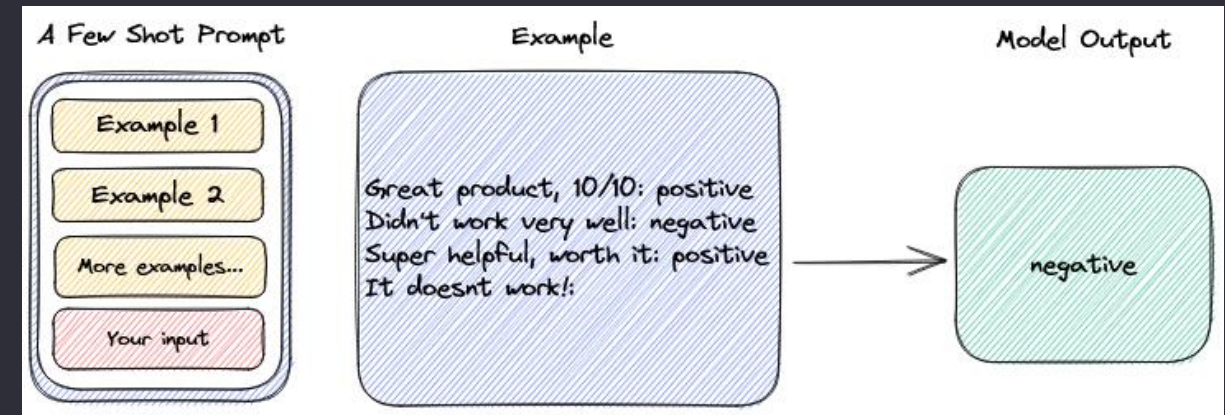 A Few Shot Prompt
Example 1
Example 2
More examples...
Your input
Example
Great product, 10/10: positive
Didn't work very well: negative
Super helpful, worth it: positive
It doesnt work!:
Model Output
negative